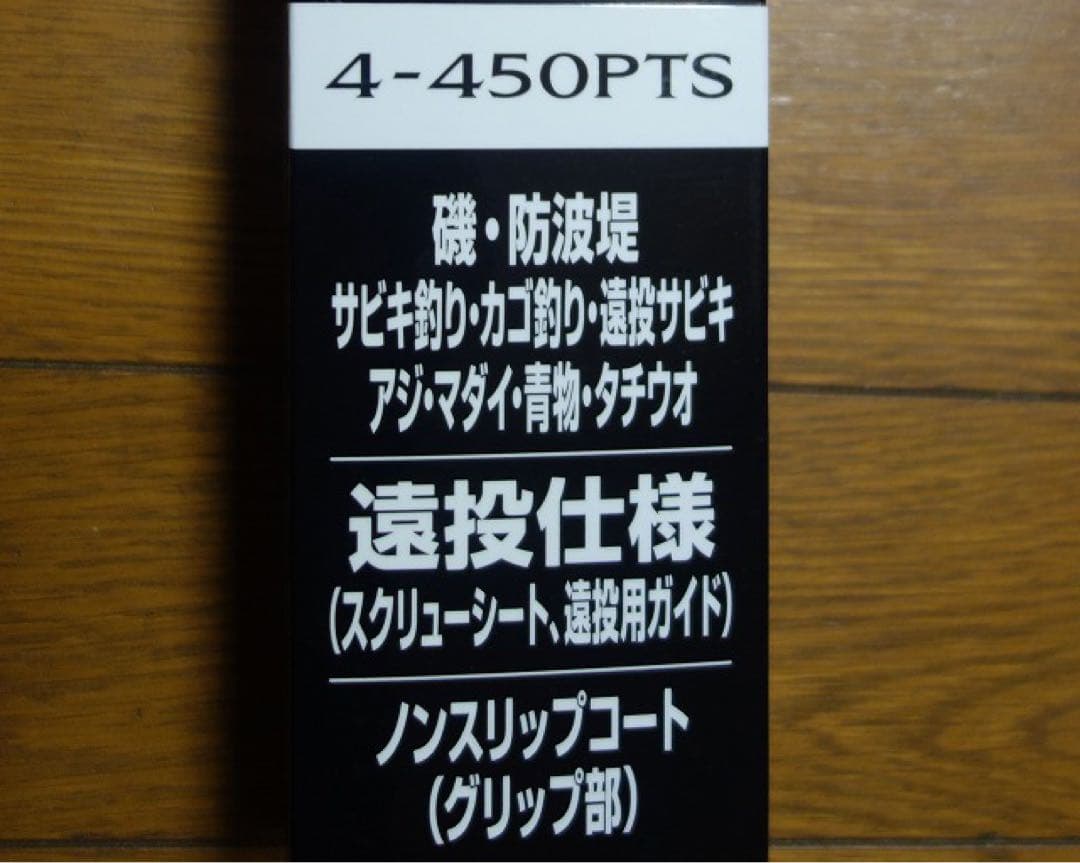 4-450PTS
磯・防波堤
サビキ釣り・カゴ釣り・遠投サビキ
アジ・マダイ・青物・タチウオ
遠投仕様
(スクリューシート、遠投用ガイド)
ノンスリップコート
(グリップ部)